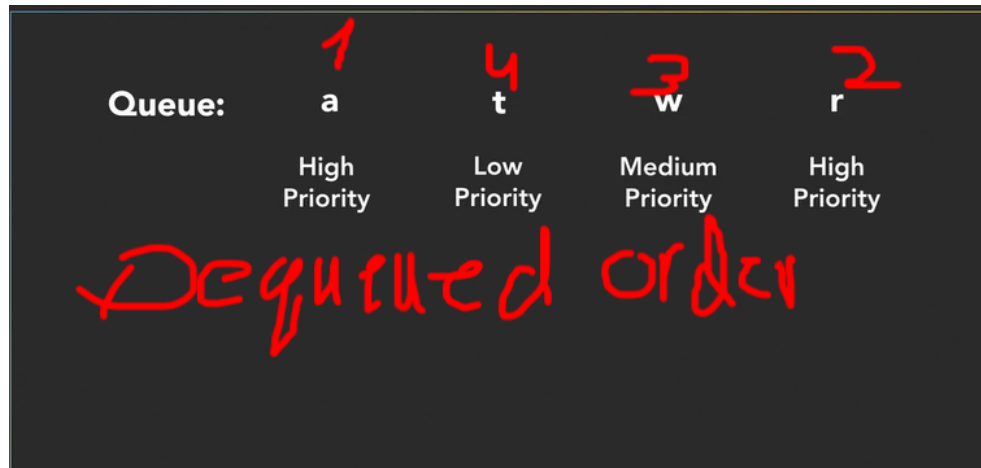 1 4 3 2
Queue: a t w r
High Low Medium High
Priority Priority Priority Priority
Dequeued order